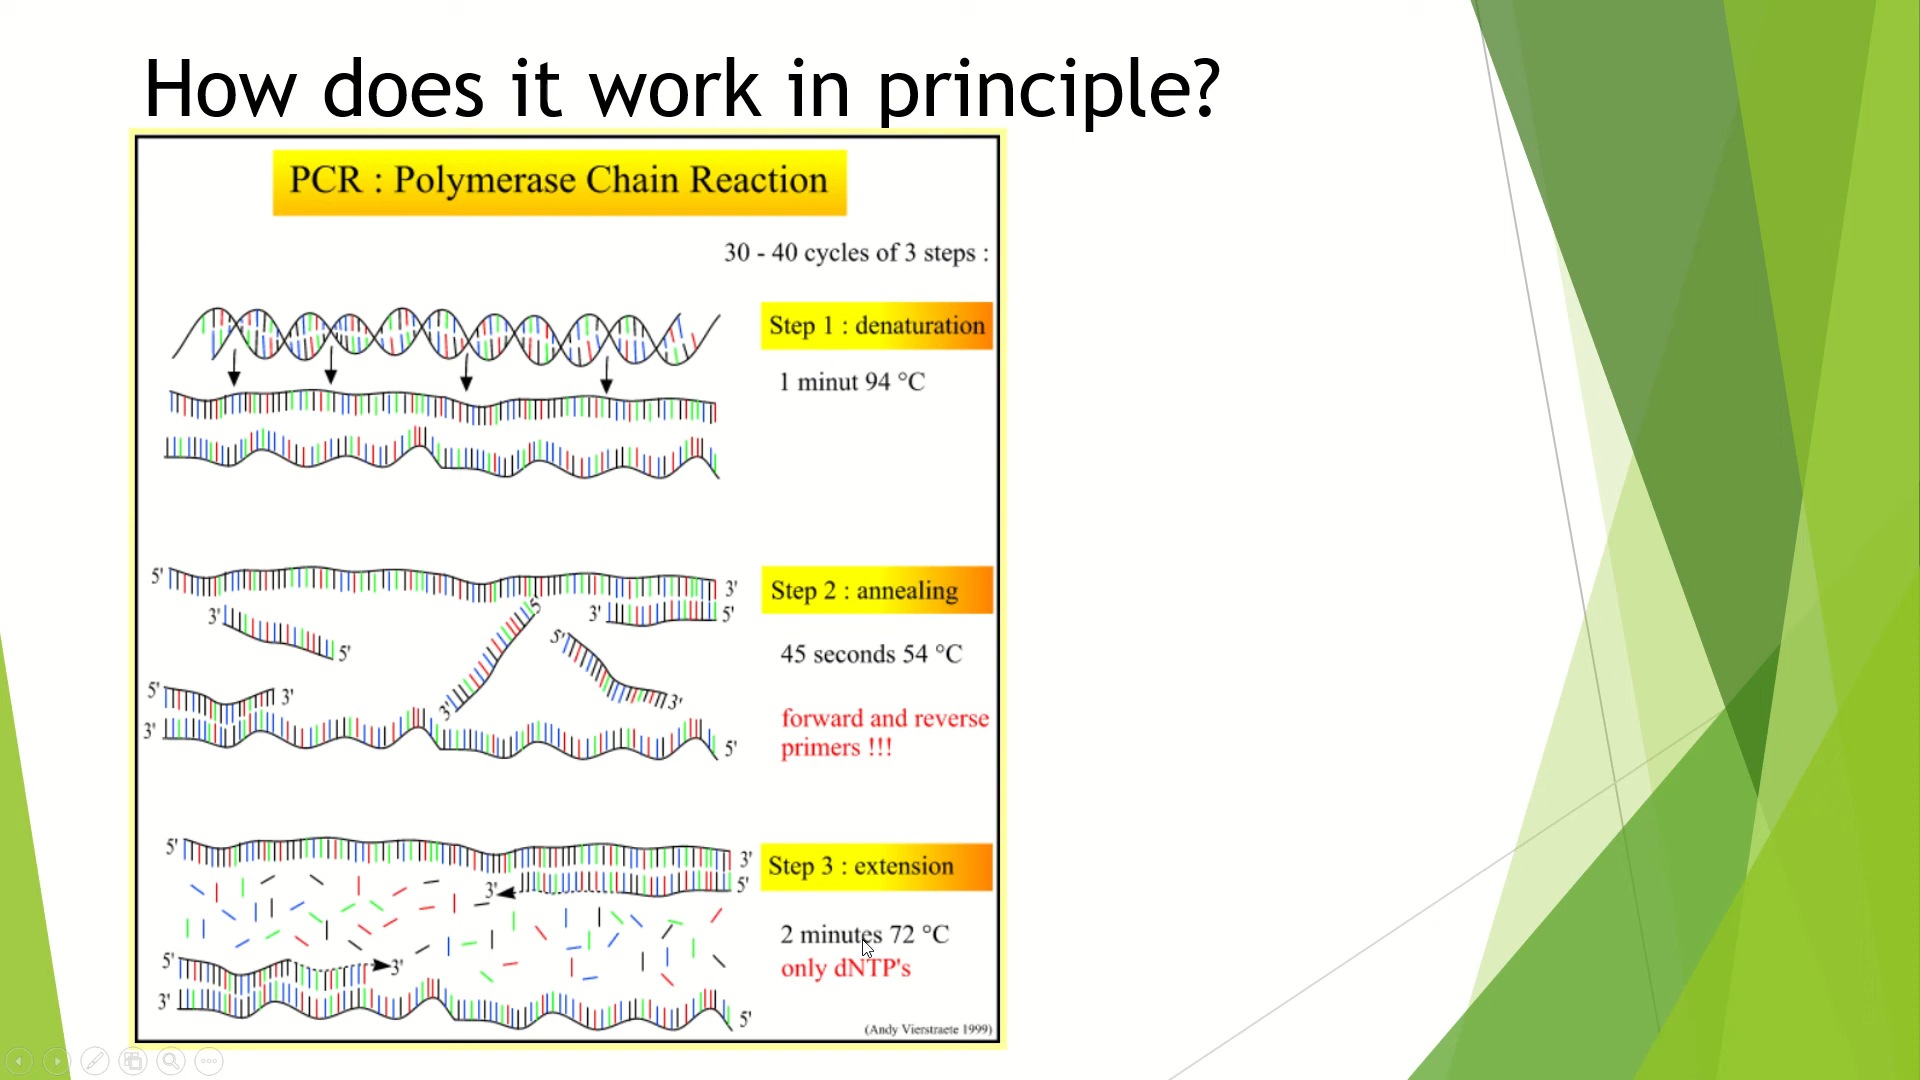 How does it work in principle?
PCR : Polymerase Chain Reaction
30 - 40 cycles of 3 steps :
Step 1 : denaturation
1 minut 94 °C
5'
3'
Step 2 : annealing
3'
5'
3'
5'
5'
5'
3'
45 seconds 54 °C
5'
3'
3'
3'
5'
forward and reverse
primers !!!
5'
3'
Step 3 : extension
3'
5'
2 minutes 72 °C
5'
3'
only dNTP's
3'
5'
(Andy Vierstraete 1999)